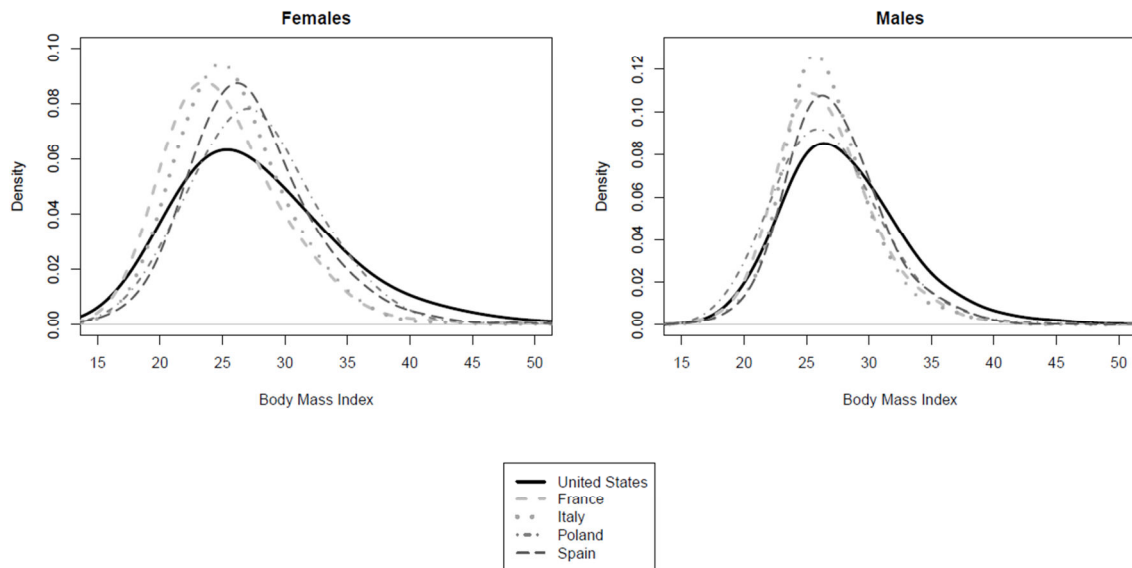 Females
Density
0.00 0.02 0.04 0.06 0.08 0.10
15 20 25 30 35 40 45 50
Body Mass Index
Males
Density
0.00 0.02 0.04 0.06 0.08 0.10 0.12
15 20 25 30 35 40 45 50
Body Mass Index
United States
France
Italy
Poland
Spain